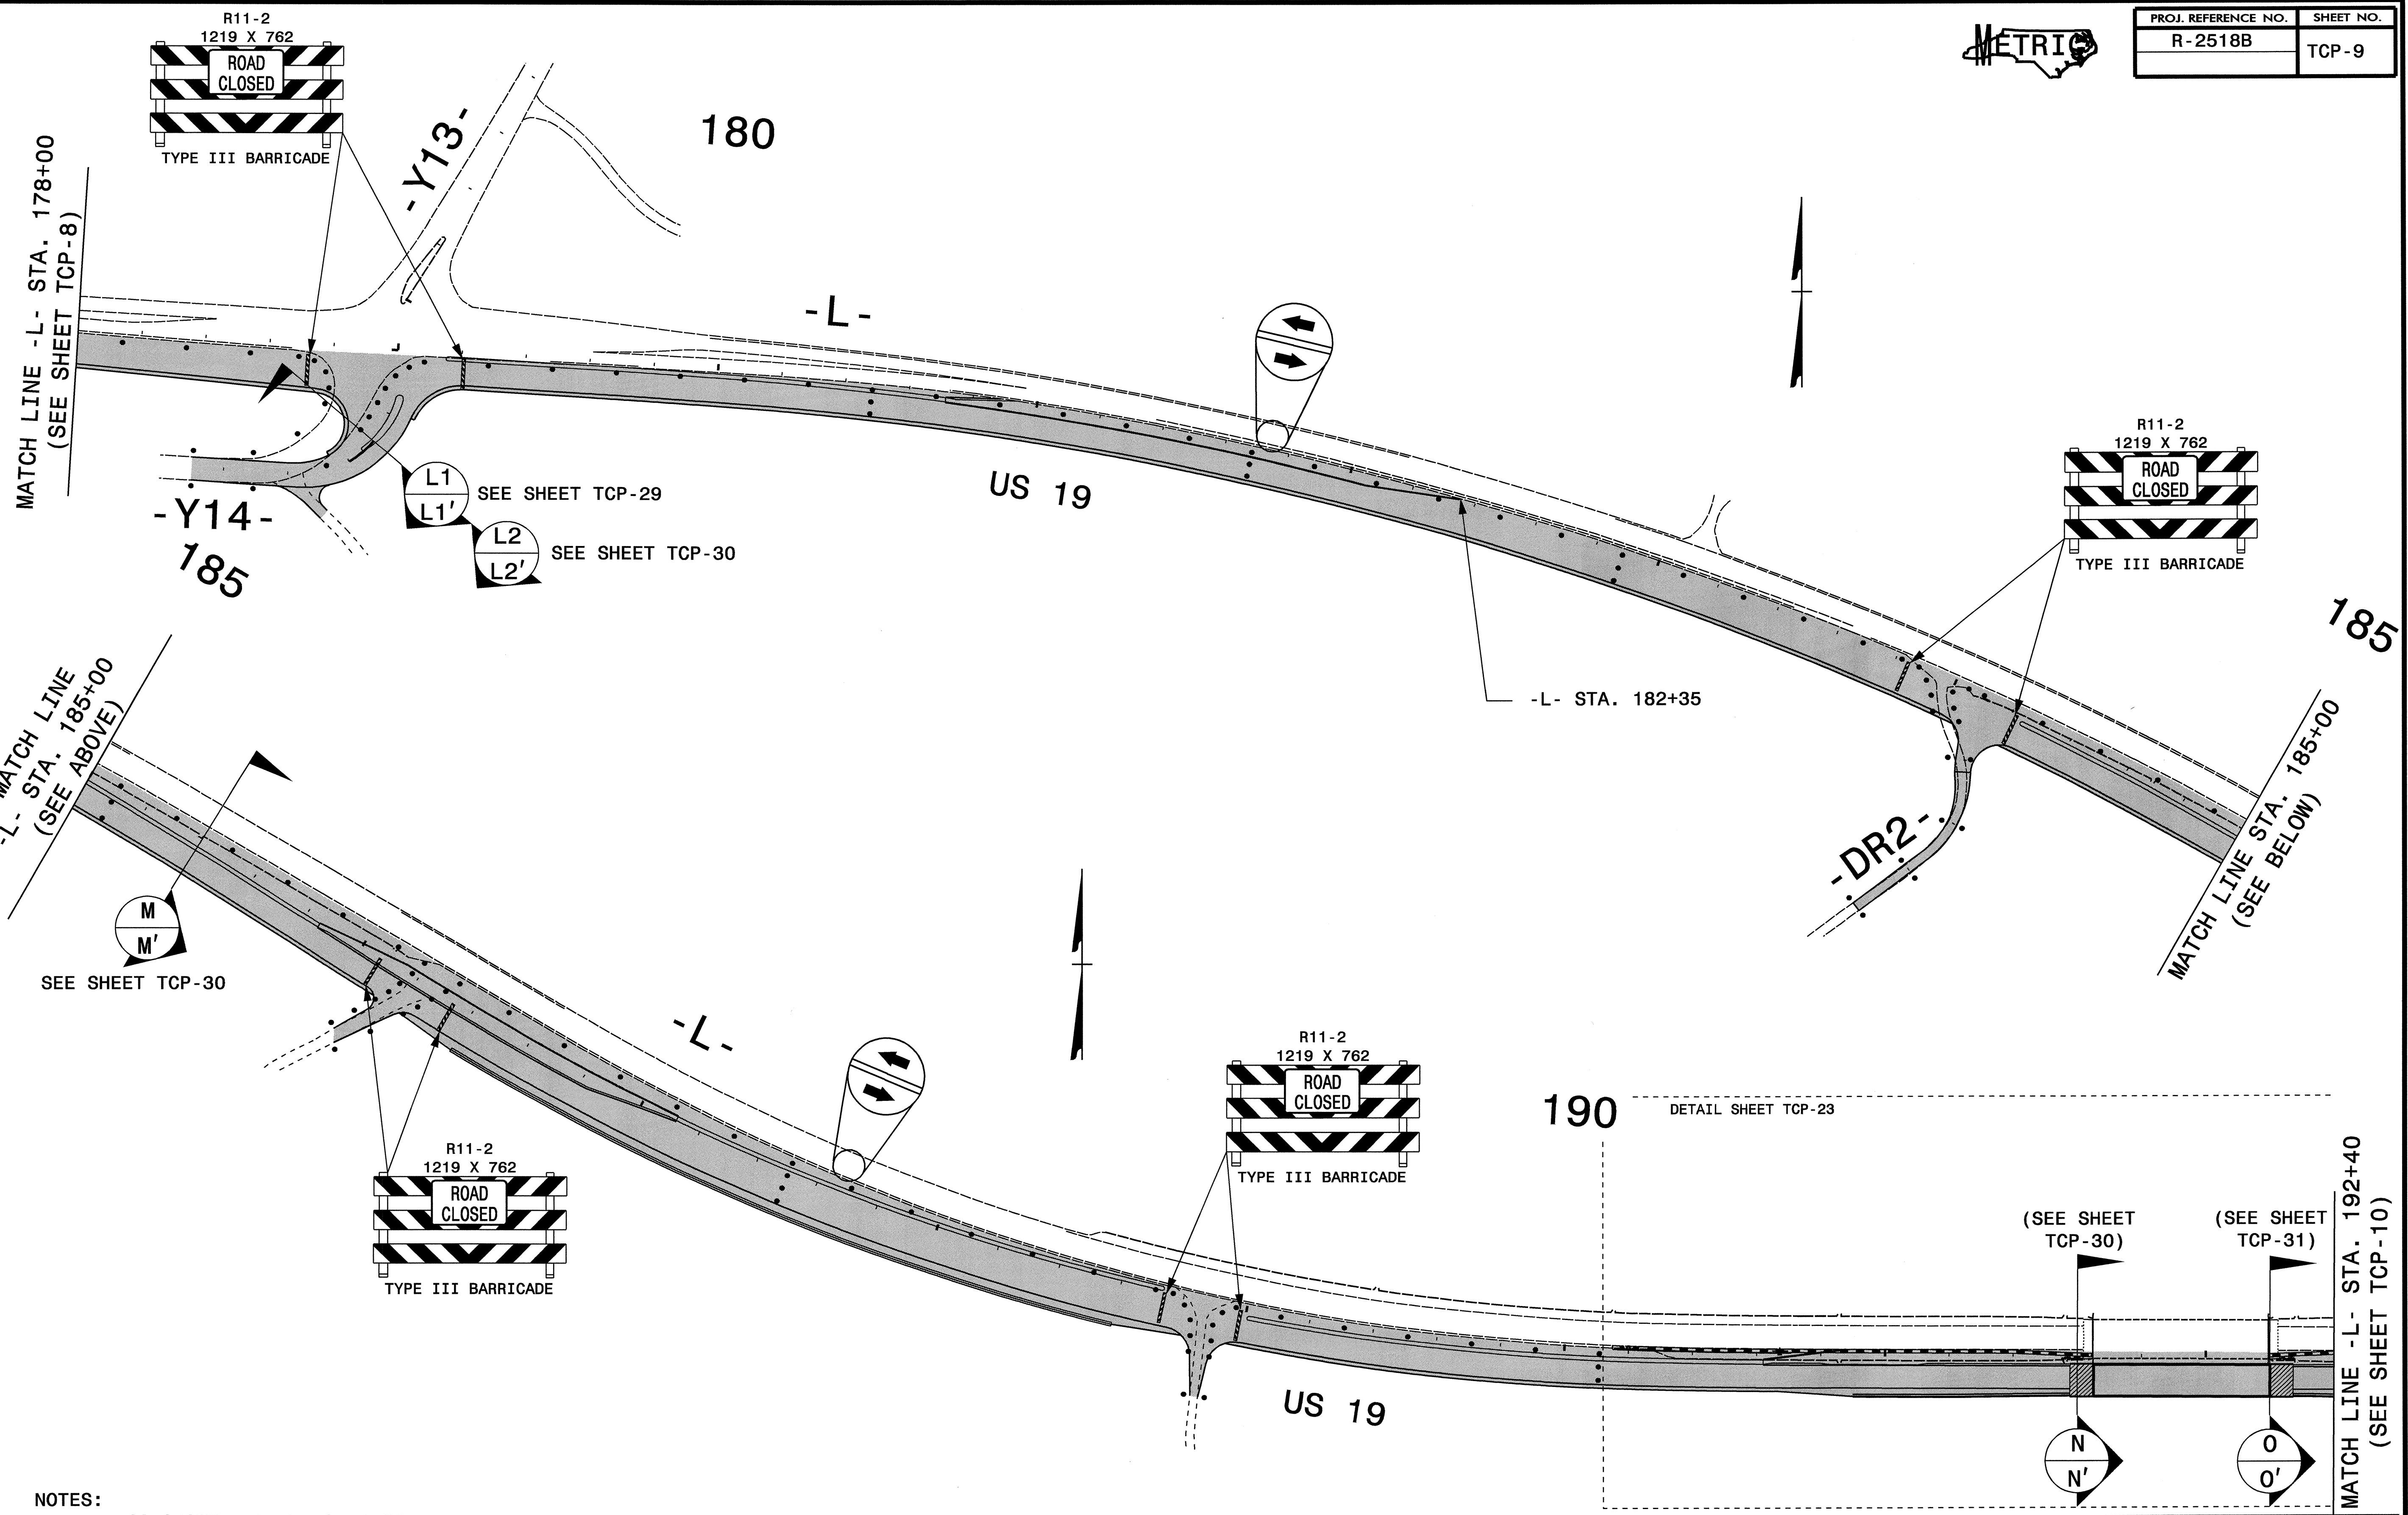 METRIC
PROJ. REFERENCE NO.
SHEET NO.
R-2518B
TCP-9
R11-2
1219 X 762
ROAD
CLOSED
TYPE III BARRICADE
-Y13-
180
MATCH LINE -L- STA. 178+00
(SEE SHEET TCP-8)
-L-
US 19
L1
L1'
SEE SHEET TCP-29
L2
L2'
SEE SHEET TCP-30
-Y14-
185
R11-2
1219 X 762
ROAD
CLOSED
TYPE III BARRICADE
185
-L- STA. 182+35
-DR2-
MATCH LINE STA. 185+00
(SEE BELOW)
MATCH LINE
-L- STA. 185+00
(SEE ABOVE)
M
M'
SEE SHEET TCP-30
-L-
R11-2
1219 X 762
ROAD
CLOSED
TYPE III BARRICADE
R11-2
1219 X 762
ROAD
CLOSED
TYPE III BARRICADE
190
DETAIL SHEET TCP-23
US 19
(SEE SHEET
TCP-30)
(SEE SHEET
TCP-31)
N
N'
O
O'
MATCH LINE -L- STA. 192+40
(SEE SHEET TCP-10)
NOTES: